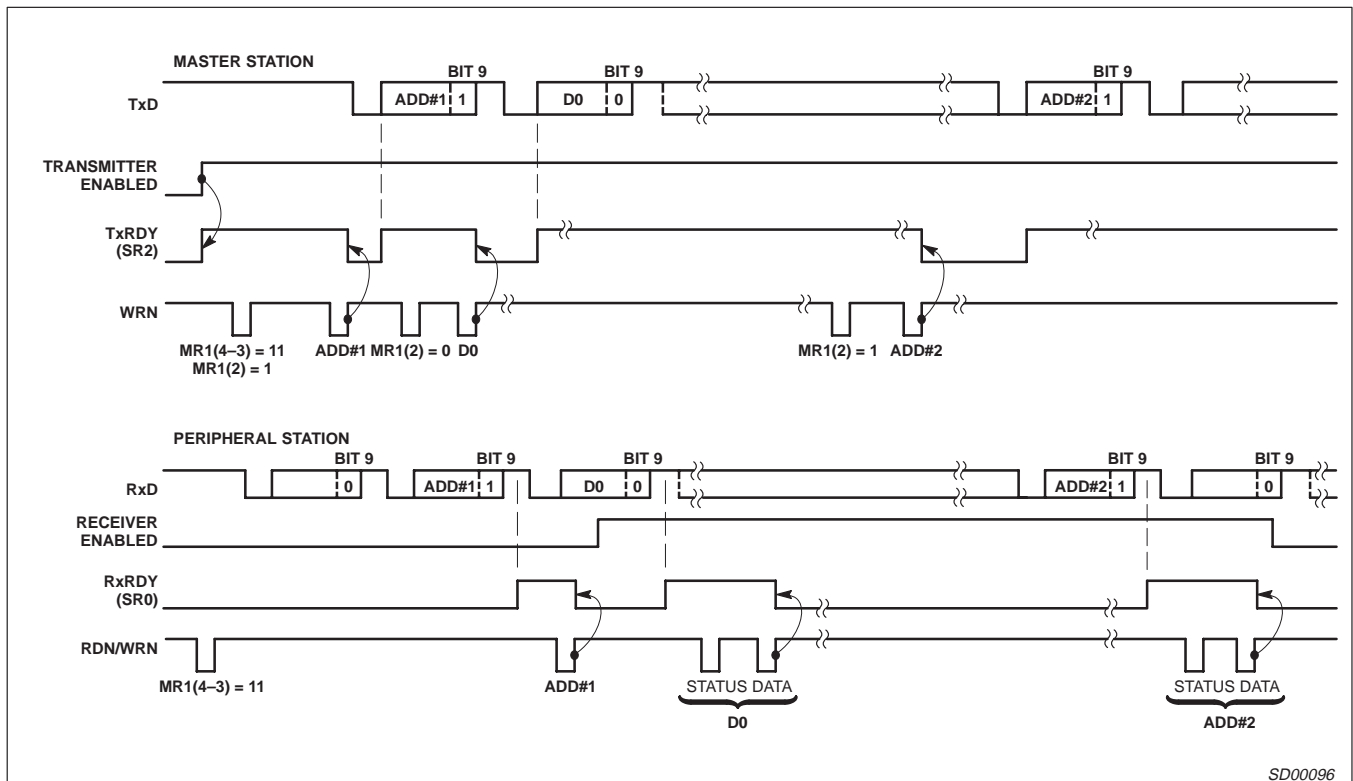 MASTER STATION
BIT 9 BIT 9 BIT 9
TxD ADD#1 1 D0 0 ADD#2 1
TRANSMITTER
ENABLED
TxRDY
(SR2)
WRN
MR1(4–3) = 11 ADD#1 MR1(2) = 0 D0 MR1(2) = 1 ADD#2
MR1(2) = 1
PERIPHERAL STATION
BIT 9 BIT 9 BIT 9 BIT 9 BIT 9
RxD 0 ADD#1 1 D0 0 ADD#2 1 0
RECEIVER
ENABLED
RxRDY
(SR0)
RDN/WRN
MR1(4–3) = 11 ADD#1 STATUS DATA STATUS DATA
D0 ADD#2
SD00096